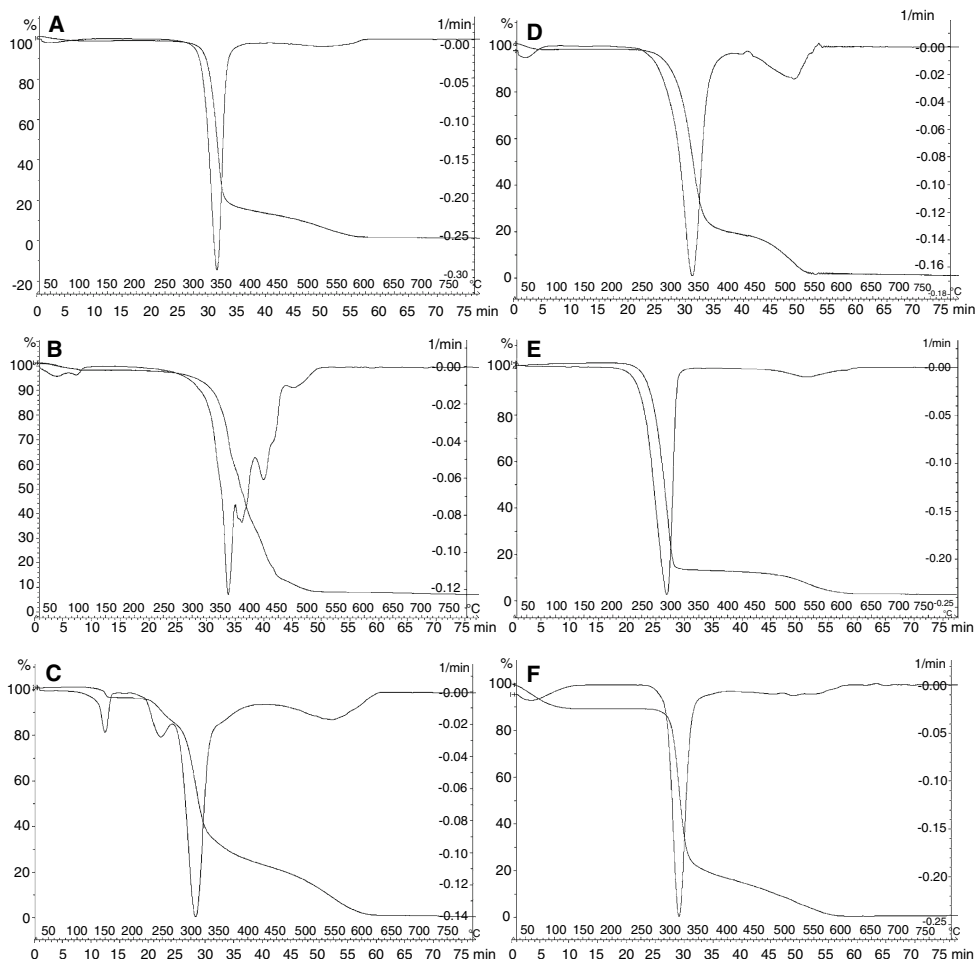 A
% 1/min
100 -0.00
80 -0.05
-0.10
60 -0.15
40
20 -0.20
0 -0.25
-20 -0.30
50 100 150 200 250 300 350 400 450 500 550 600 650 700 750 °C
0 5 10 15 20 25 30 35 40 45 50 55 55 65 70 75 min
B
% 1/min
100 -0.00
90 -0.02
80
70 -0.04
60 -0.06
50
40 -0.08
30 -0.10
20
10 -0.12
0
50 100 150 200 250 300 350 400 450 500 550 600 650 700 °C
0 5 10 15 20 25 30 35 40 45 50 55 55 65 70 75 min
C
% 1/min
100 -0.00
-0.02
80 -0.04
60 -0.06
40 -0.08
20 -0.10
-0.12
0 -0.14
50 100 150 200 250 300 350 400 450 500 550 600 650 700 750 °C
0 5 10 15 20 25 30 35 40 45 50 55 55 65 70 75 min
D
% 1/min
100 -0.00
-0.02
80 -0.04
60 -0.06
-0.08
40 -0.10
20 -0.12
-0.14
0 -0.16
-0.18
50 100 150 200 250 300 350 400 450 500 550 600 650 700 750 °C
0 5 10 15 20 25 30 35 40 45 50 55 55 65 70 75 min
E
% 1/min
100 -0.00
80 -0.05
60 -0.10
40 -0.15
20 -0.20
0 -0.25
50 100 150 200 250 300 350 400 450 500 550 600 650 700 750 °C
0 5 10 15 20 25 30 35 40 45 50 55 55 65 70 75 min
F
% 1/min
100 -0.00
80 -0.05
60 -0.10
40 -0.15
20 -0.20
0 -0.25
50 100 150 200 250 300 350 400 450 500 550 600 650 700 750 °C
0 5 10 15 20 25 30 35 40 45 50 55 55 65 70 75 min